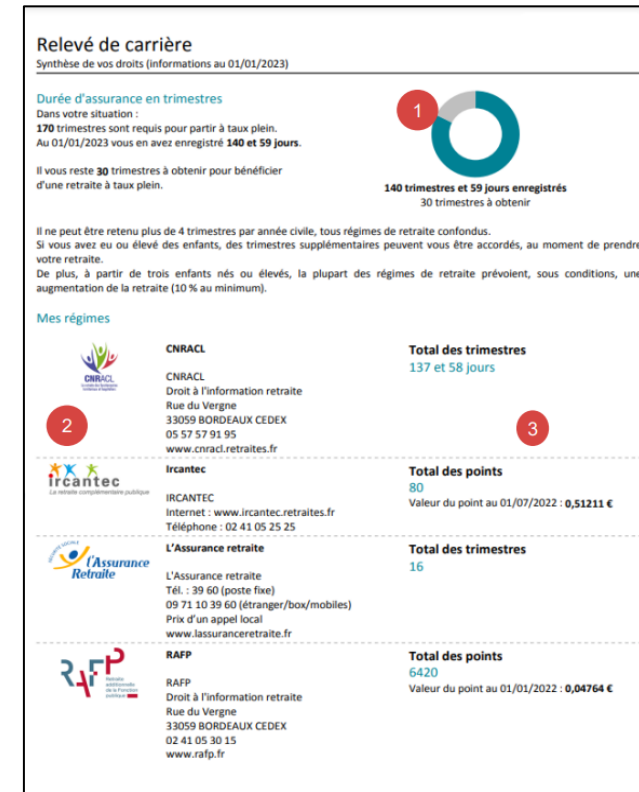 Relevé de carrière
Synthèse de vos droits (informations au 01/01/2023)
Durée d'assurance en trimestres
Dans votre situation :
170 trimestres sont requis pour partir à taux plein.
Au 01/01/2023 vous en avez enregistré 140 et 59 jours.
Il vous reste 30 trimestres à obtenir pour bénéficier
d'une retraite à taux plein.
1
140 trimestres et 59 jours enregistrés
30 trimestres à obtenir
Il ne peut être retenu plus de 4 trimestres par année civile, tous régimes de retraite confondus.
Si vous avez eu ou élevé des enfants, des trimestres supplémentaires peuvent vous être accordés, au moment de prendre
votre retraite.
De plus, à partir de trois enfants nés ou élevés, la plupart des régimes de retraite prévoient, sous conditions, une
augmentation de la retraite (10 % au minimum).
Mes régimes
CNRACL
CNRACL
CNRACL
Droit à l'information retraite
Rue du Vergne
33059 BORDEAUX CEDEX
05 57 57 91 95
www.cnracl.retraites.fr
Total des trimestres
137 et 58 jours
2
3
ircantec
La retraite complémentaire publique
Ircantec
IRCANTEC
Internet : www.ircantec.retraites.fr
Téléphone : 02 41 05 25 25
Total des points
80
Valeur du point au 01/07/2022 : 0,51211 €
l'Assurance
Retraite
L'Assurance retraite
L'Assurance retraite
Tél. : 39 60 (poste fixe)
09 71 10 39 60 (étranger/box/mobiles)
Prix d'un appel local
www.lassuranceretraite.fr
Total des trimestres
16
RAFP
Retraite
additionnelle
de la Fonction
publique
RAFP
RAFP
Droit à l'information retraite
Rue du Vergne
33059 BORDEAUX CEDEX
02 41 05 30 15
www.rafp.fr
Total des points
6420
Valeur du point au 01/01/2022 : 0,04764 €